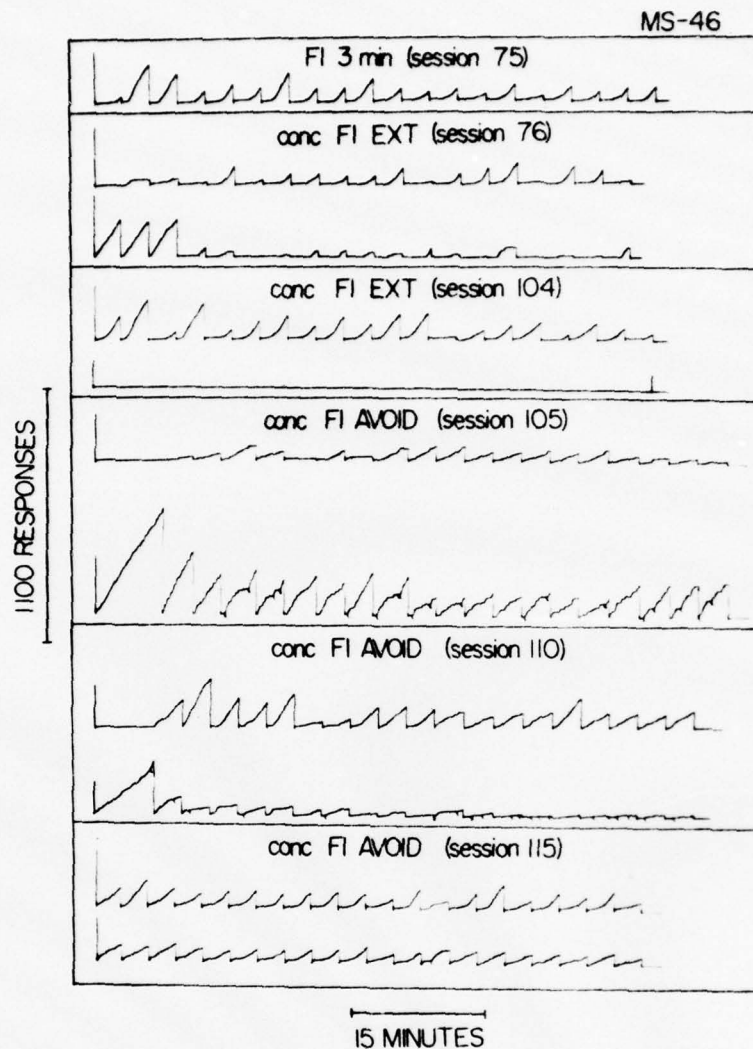 MS-46
FI 3 min (session 75)
conc FI EXT (session 76)
conc FI EXT (session 104)
conc FI AVOID (session 105)
1100 RESPONSES
conc FI AVOID (session 110)
conc FI AVOID (session 115)
15 MINUTES